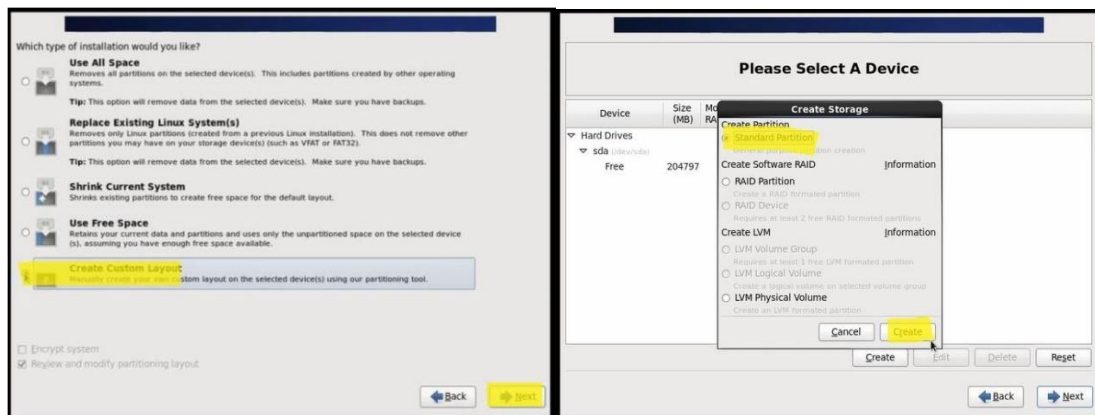 Which type of installation would you like?
Use All Space
Removes all partitions on the selected device(s). This includes partitions created by other operating
systems.
Tip: This option will remove data from the selected device(s). Make sure you have backups.
Replace Existing Linux System(s)
Removes only Linux partitions (created from a previous Linux installation). This does not remove other
partitions you may have on your storage device(s) (such as VFAT or FAT32).
Tip: This option will remove data from the selected device(s). Make sure you have backups.
Shrink Current System
Shrinks existing partitions to create free space for the default layout.
Use Free Space
Retains your current data and partitions and uses only the unpartitioned space on the selected device
(s), assuming you have enough free space available.
Create Custom Layout
Manually create your own custom layout on the selected device(s) using our partitioning tool.
Encrypt system
Review and modify partitioning layout
Back Next
Please Select A Device
Device Size (MB)
Hard Drives
sda (/dev/sda)
Free 204797
Create Storage
Create Partition
Standard Partition
General purpose partition creation
Create Software RAID Information
RAID Partition
Create a RAID formated partition
RAID Device
Requires at least 2 free RAID formated partitions
Create LVM Information
LVM Volume Group
Requires at least 1 free LVM formated partition
LVM Logical Volume
Create a logical volume on selected volume group
LVM Physical Volume
Create an LVM formated partition
Cancel Create
Create Edit Delete Reset
Back Next